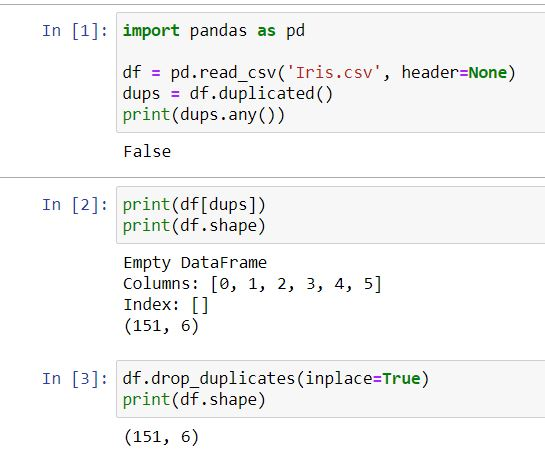 In [1]: import pandas as pd
df = pd.read_csv('Iris.csv', header=None)
dups = df.duplicated()
print(dups.any())
False
In [2]: print(df[dups])
print(df.shape)
Empty DataFrame
Columns: [0, 1, 2, 3, 4, 5]
Index: []
(151, 6)
In [3]: df.drop_duplicates(inplace=True)
print(df.shape)
(151, 6)